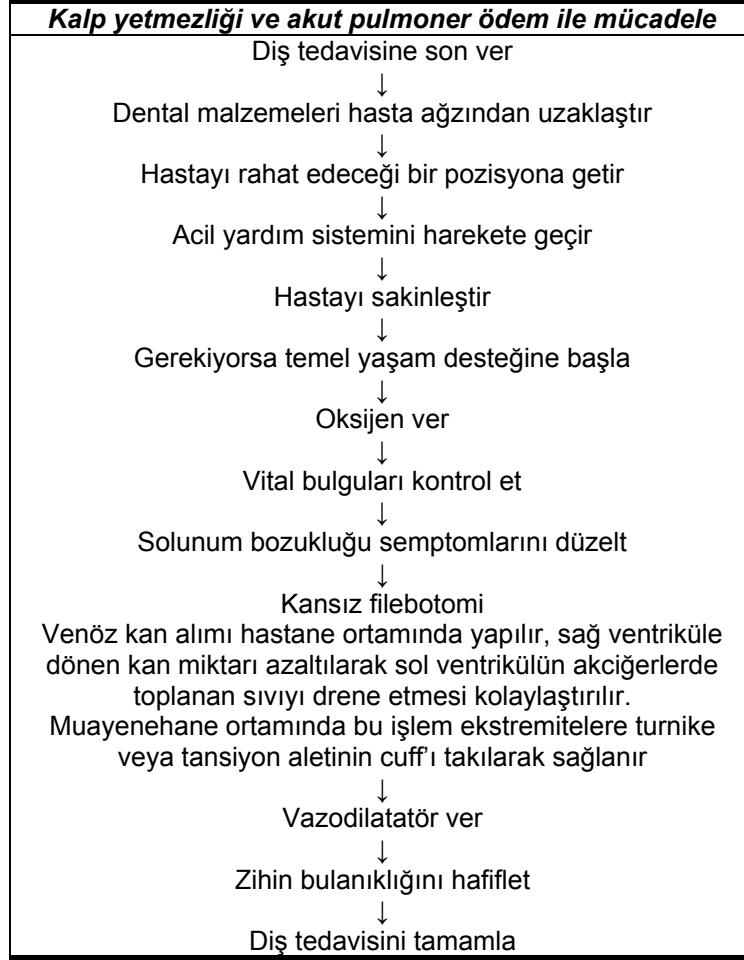 Kalp yetmezliği ve akut pulmoner ödem ile mücadele
Diş tedavisine son ver
↓
Dental malzemeleri hasta ağzından uzaklaştır
↓
Hastayı rahat edeceği bir pozisyona getir
↓
Acil yardım sistemini harekete geçir
↓
Hastayı sakinleştir
↓
Gerekiyorsa temel yaşam desteğine başla
↓
Oksijen ver
↓
Vital bulguları kontrol et
↓
Solunum bozukluğu semptomlarını düzelt
↓
Kansız filebotomi
Venöz kan alımı hastane ortamında yapılır, sağ ventriküle
dönen kan miktarı azaltılarak sol ventrikülün akciğerlerde
toplanan sıvıyı drene etmesi kolaylaştırılır.
Muayenehane ortamında bu işlem ekstremitelere turnike
veya tansiyon aletinin cuff’ı takılarak sağlanır
↓
Vazodilatatör ver
↓
Zihin bulanıklığını hafiflet
↓
Diş tedavisini tamamla